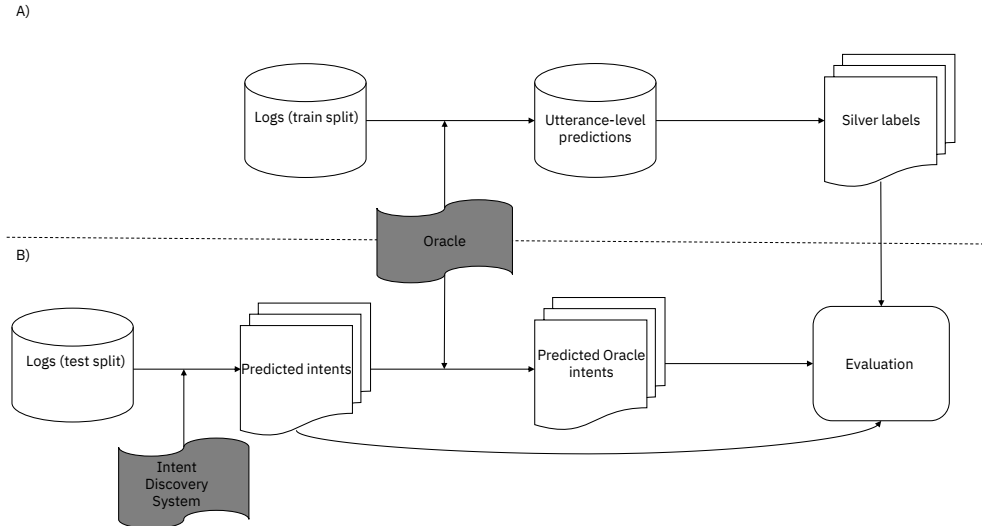 A)
Logs (train split)
Utterance-level
predictions
Silver labels
Oracle
B)
Logs (test split)
Predicted intents
Predicted Oracle
intents
Evaluation
Intent
Discovery
System